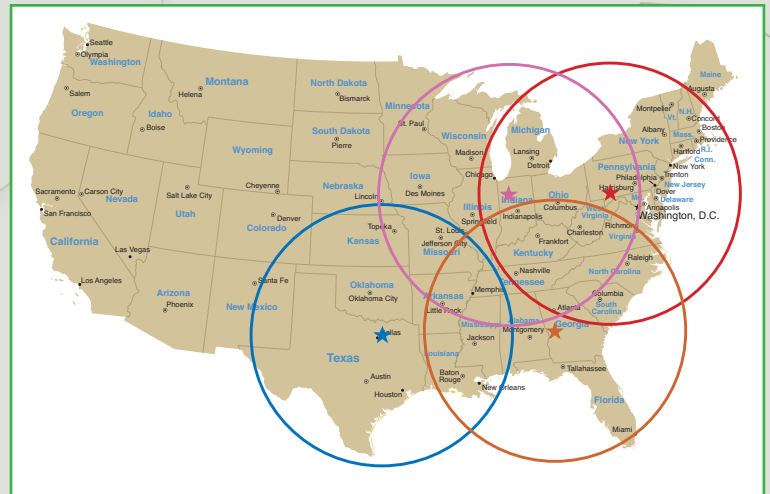 Seattle
Olympia
Washington
Salem
Oregon
Idaho
Boise
Montana
Helena
North Dakota
Bismarck
South Dakota
Pierre
Minnesota
St. Paul
Wisconsin
Madison
Michigan
Lansing
Detroit
Chicago
Wyoming
Cheyenne
Nebraska
Lincoln
Iowa
Des Moines
Illinois
Springfield
Indiana
Indianapolis
Ohio
Columbus
Pennsylvania
Harrisburg
Philadelphia
New York
Albany
Maine
Augusta
Montpelier
Vt.
N.H.
Concord
Boston
Mass.
Providence
Hartford
R.I.
Conn.
New York
Trenton
New Jersey
Dover
Delaware
Annapolis
Washington, D.C.
West
Virginia
Charleston
Richmond
Virginia
Sacramento
San Francisco
Carson City
Nevada
California
Las Vegas
Los Angeles
Salt Lake City
Utah
Denver
Colorado
Kansas
Topeka
St. Louis
Jefferson City
Missouri
Kentucky
Frankfort
Nashville
Tennessee
Memphis
Raleigh
North Carolina
Columbia
South
Carolina
Arizona
Phoenix
Santa Fe
New Mexico
Oklahoma
Oklahoma City
Arkansas
Little Rock
Mississippi
Jackson
Alabama
Montgomery
Atlanta
Georgia
Dallas
Texas
Austin
Houston
Louisiana
Baton
Rouge
New Orleans
Tallahassee
Florida
Miami